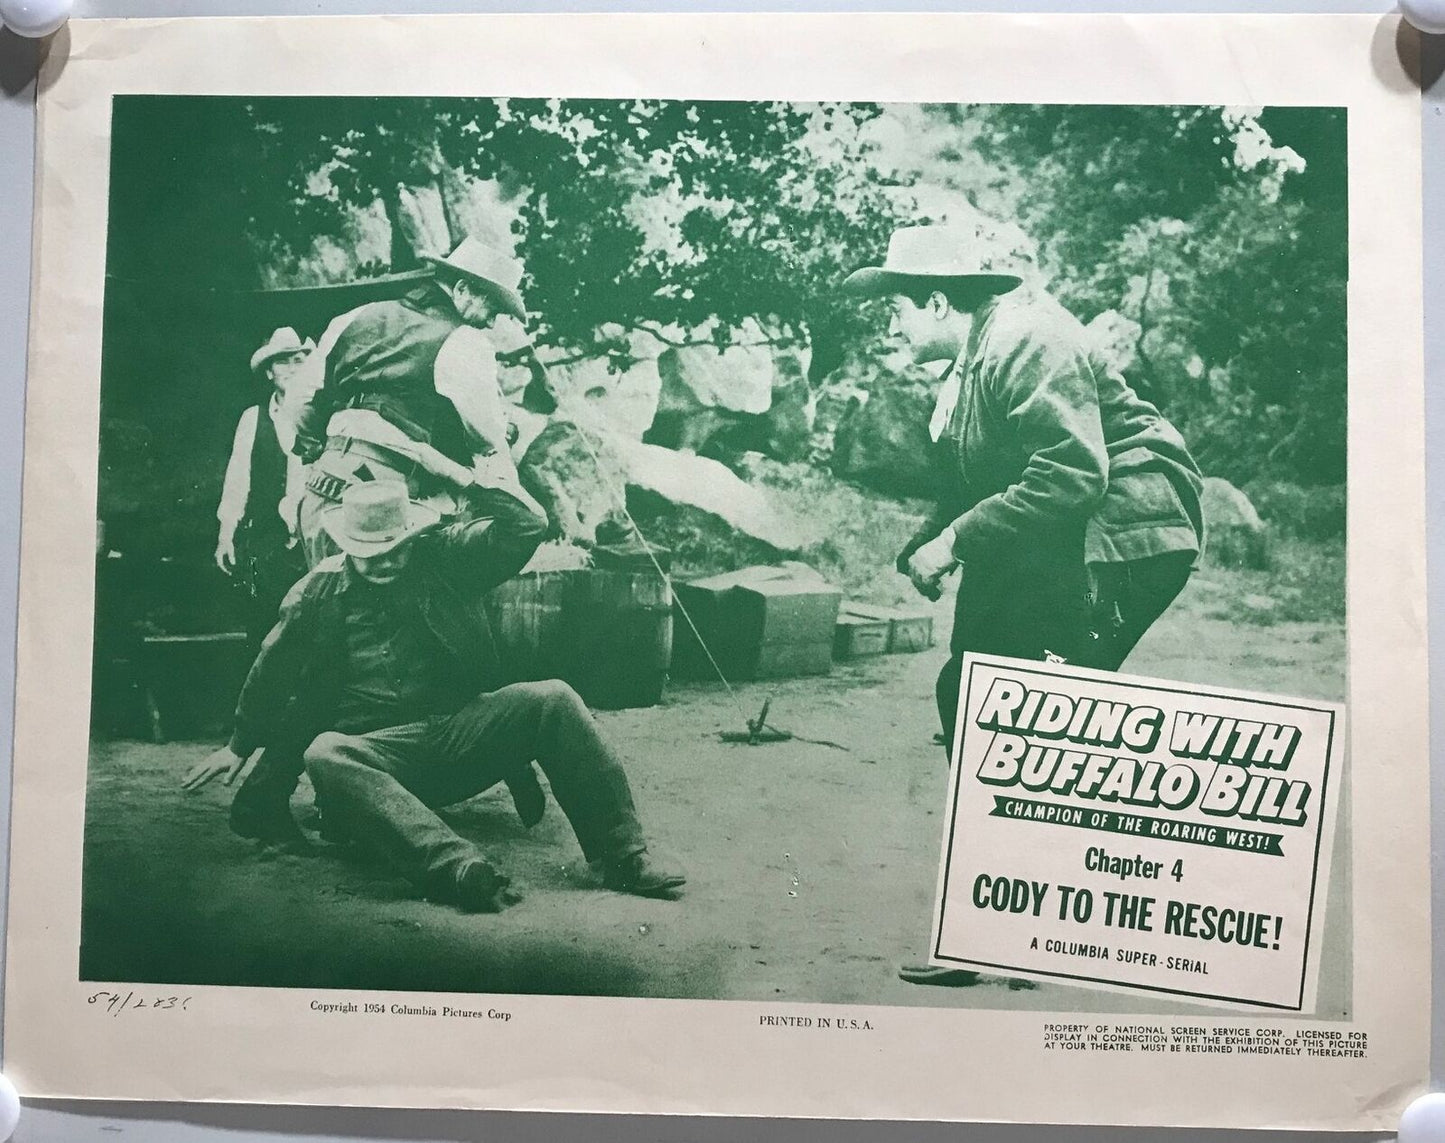 RIDING WITH
BUFFALO BILL
CHAMPION OF THE ROARING WEST!
Chapter 4
CODY TO THE RESCUE!
A COLUMBIA SUPER-SERIAL
Copyright 1954 Columbia Pictures Corp
PRINTED IN U. S. A.
PROPERTY OF NATIONAL SCREEN SERVICE CORP. LICENSED FOR
DISPLAY IN CONNECTION WITH THE EXHIBITION OF THIS PICTURE
AT YOUR THEATRE. MUST BE RETURNED IMMEDIATELY THEREAFTER.